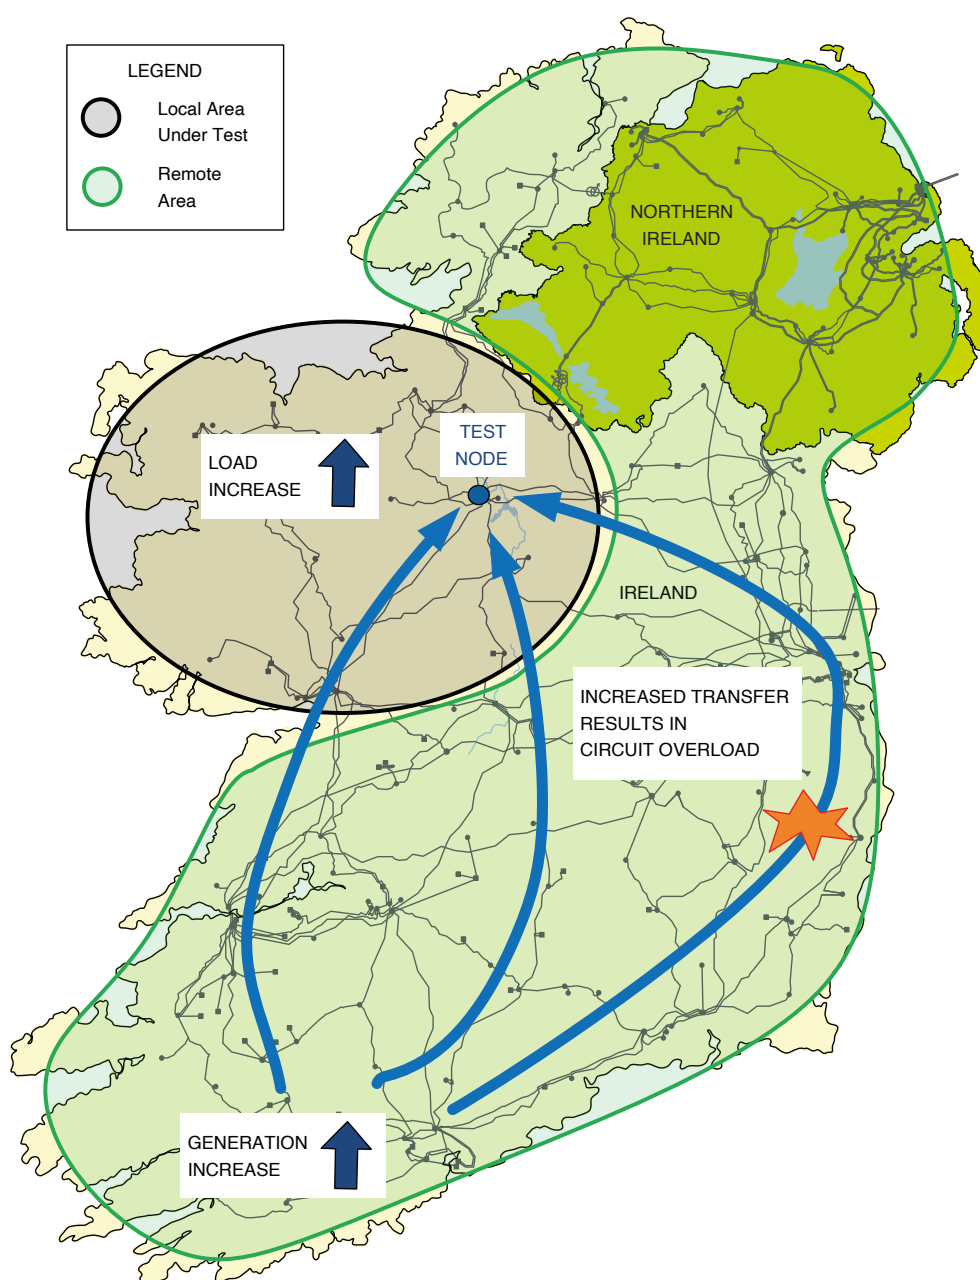 LEGEND
Local Area
Under Test
Remote
Area
NORTHERN
IRELAND
TEST
NODE
LOAD
INCREASE
IRELAND
INCREASED TRANSFER
RESULTS IN
CIRCUIT OVERLOAD
GENERATION
INCREASE